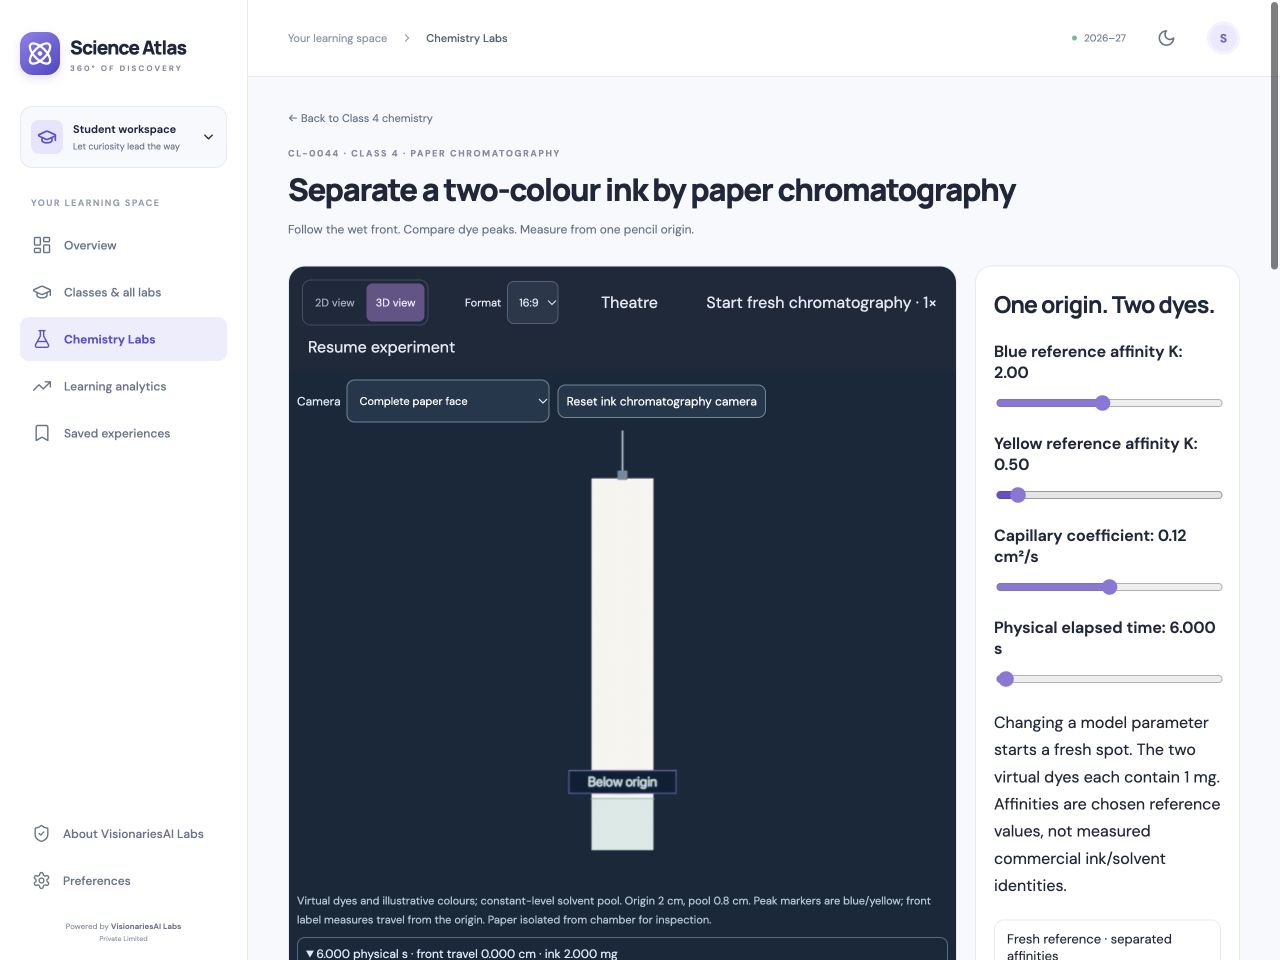 Science Atlas
360° OF DISCOVERY
Student workspace
Let curiosity lead the way
YOUR LEARNING SPACE
Overview
Classes & all labs
Chemistry Labs
Learning analytics
Saved experiences
About VisionariesAI Labs
Preferences
Powered by VisionariesAI Labs
Private Limited
Your learning space > Chemistry Labs
2026–27
S
← Back to Class 4 chemistry
CL-0044 · CLASS 4 · PAPER CHROMATOGRAPHY
Separate a two-colour ink by paper chromatography
Follow the wet front. Compare dye peaks. Measure from one pencil origin.
2D view 3D view Format 16:9 Theatre Start fresh chromatography · 1×
Resume experiment
Camera Complete paper face Reset ink chromatography camera
Below origin
Virtual dyes and illustrative colours; constant-level solvent pool. Origin 2 cm, pool 0.8 cm. Peak markers are blue/yellow; front
label measures travel from the origin. Paper isolated from chamber for inspection.
▼ 6.000 physical s · front travel 0.000 cm · ink 2.000 mg
One origin. Two dyes.
Blue reference affinity K:
2.00
Yellow reference affinity K:
0.50
Capillary coefficient: 0.12
cm²/s
Physical elapsed time: 6.000
s
Changing a model parameter
starts a fresh spot. The two
virtual dyes each contain 1 mg.
Affinities are chosen reference
values, not measured
commercial ink/solvent
identities.
Fresh reference · separated
affinities